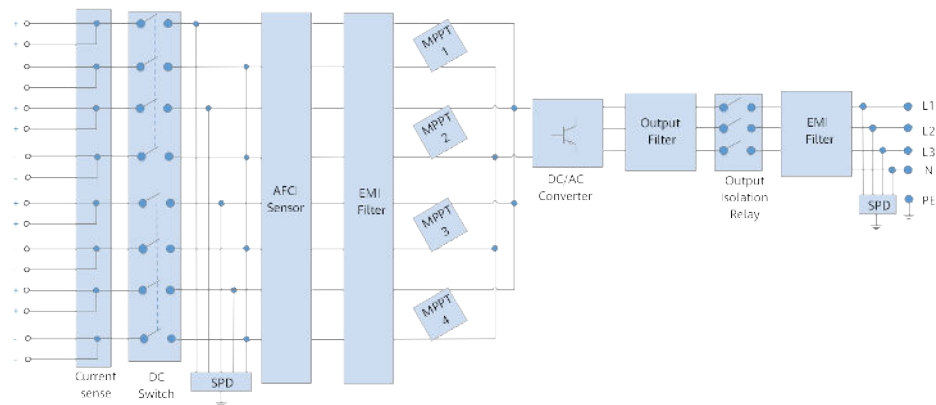 MPPT
1
MPPT
2
MPPT
3
MPPT
4
AFCI
Sensor
EMI
Filter
DC/AC
Converter
Output
Filter
Output
Isolation
Relay
EMI
Filter
L1
L2
L3
N
PE
SPD
Current
sense
DC
Switch
SPD